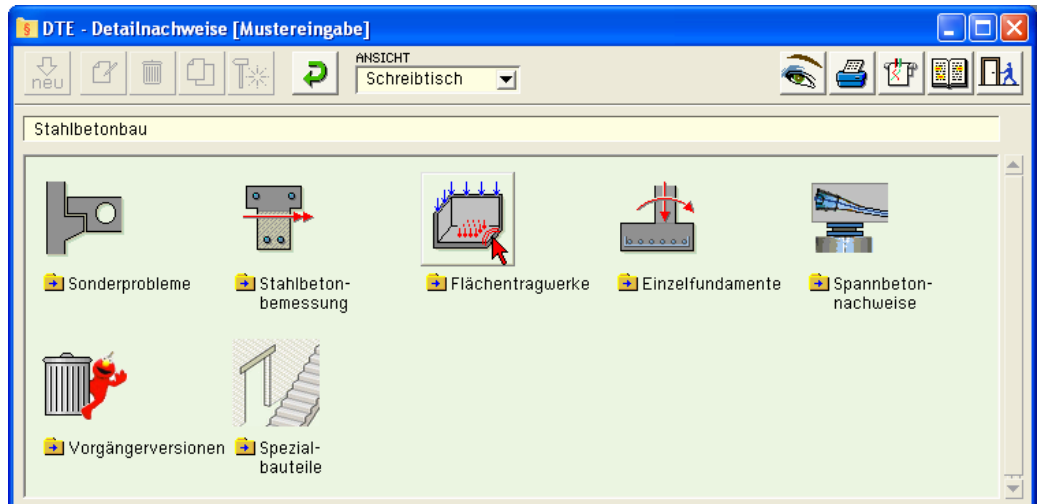 § DTE - Detailnachweise [Mustereingabe]
neu
ANSICHT
Schreibtisch
Stahlbetonbau
Sonderprobleme
Stahlbeton-
bemessung
Flächentragwerke
Einzelfundamente
Spannbeton-
nachweise
Vorgängerversionen
Spezial-
bauteile